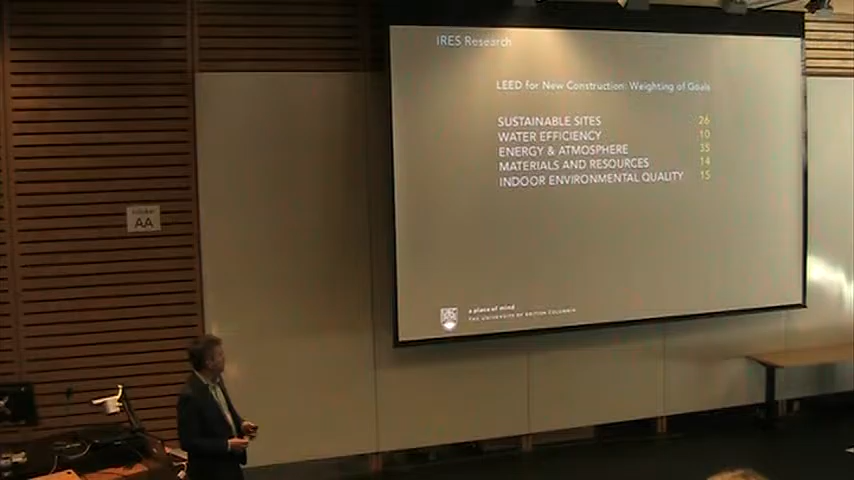 IRES Research
LEED for New Construction: Weighting of Goals
SUSTAINABLE SITES 26
WATER EFFICIENCY 10
ENERGY & ATMOSPHERE 35
MATERIALS AND RESOURCES 14
INDOOR ENVIRONMENTAL QUALITY 15
AA
a place of mind
THE UNIVERSITY OF BRITISH COLUMBIA